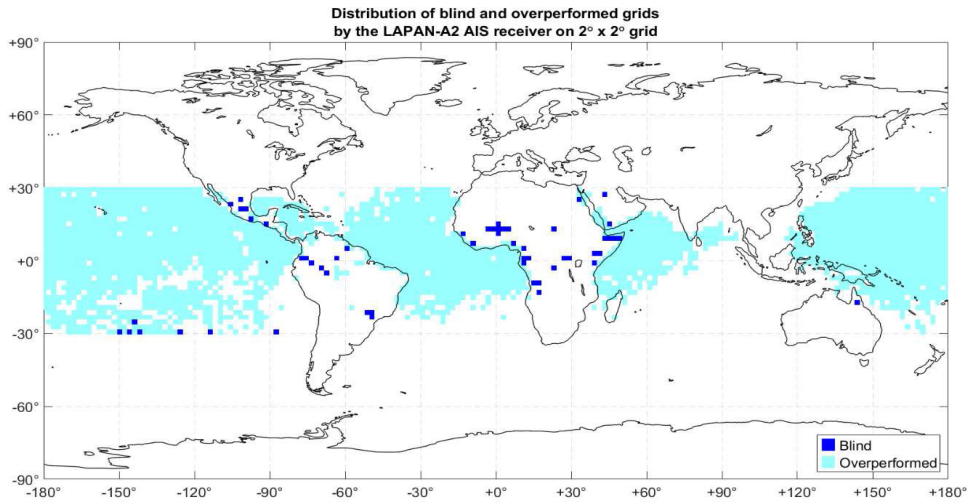 Distribution of blind and overperformed grids
by the LAPAN-A2 AIS receiver on 2° x 2° grid
+90°
+60°
+30°
+0°
-30°
-60°
-90°
-180° -150° -120° -90° -60° -30° +0° +30° +60° +90° +120° +150° +180°
Blind
Overperformed